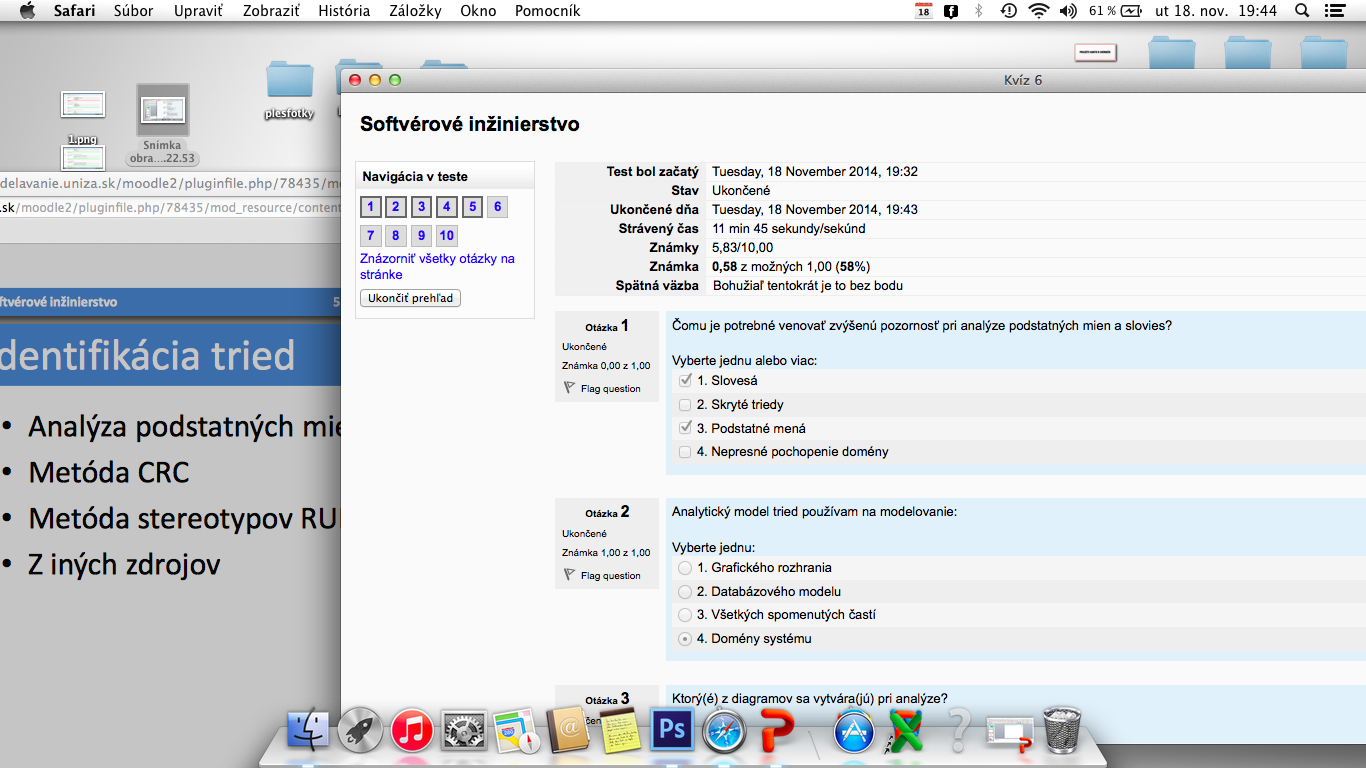 Safari Súbor Upraviť Zobraziť História Záložky Okno Pomocník
18 61 % ut 18. nov. 19:44
plesfotky
1.png
Snímka
obra....22.53
delavanie.uniza.sk/moodle2/pluginfile.php/78435/m
.sk/moodle2/pluginfile.php/78435/mod_resource/content
ftvérové inžinierstvo 5
dentifikácia tried
• Analýza podstatných mi
• Metóda CRC
• Metóda stereotypov RU
• Z iných zdrojov
Kvíz 6
Softvérové inžinierstvo
Navigácia v teste
1 2 3 4 5 6
7 8 9 10
Znázorniť všetky otázky na
stránke
Ukončiť prehľad
Test bol začatý Tuesday, 18 November 2014, 19:32
Stav Ukončené
Ukončené dňa Tuesday, 18 November 2014, 19:43
Strávený čas 11 min 45 sekundy/sekúnd
Známky 5,83/10,00
Známka 0,58 z možných 1,00 (58%)
Spätná väzba Bohužiaľ tentokrát je to bez bodu
Otázka 1
Ukončené
Známka 0,00 z 1,00
Flag question
Čomu je potrebné venovať zvýšenú pozornosť pri analýze podstatných mien a slovies?
Vyberte jednu alebo viac:
1. Slovesá
2. Skryté triedy
3. Podstatné mená
4. Nepresné pochopenie domény
Otázka 2
Ukončené
Známka 1,00 z 1,00
Flag question
Analytický model tried používam na modelovanie:
Vyberte jednu:
1. Grafického rozhrania
2. Databázového modelu
3. Všetkých spomenutých častí
4. Domény systému
Otázka 3
Ktorý(é) z diagramov sa vytvára(jú) pri analýze?
Ps